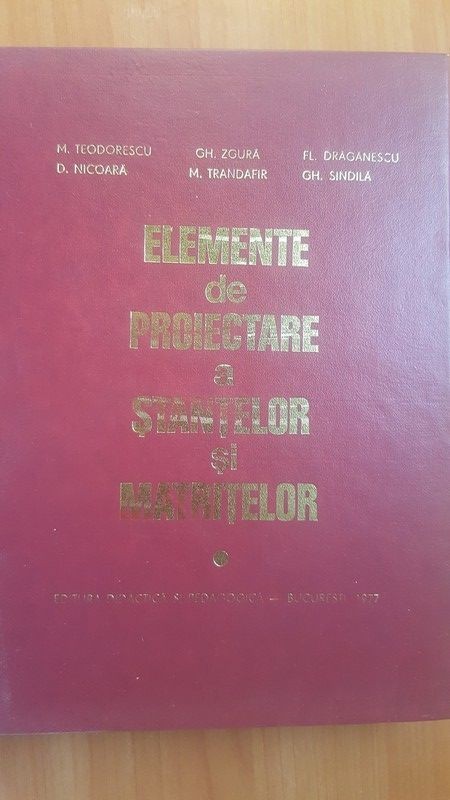 M. TEODORESCU GH. ZGURĂ FL. DRĂGĂNESCU
D. NICOARĂ M. TRANDAFIR GH. SINDILĂ
ELEMENTE
de
PROIECTARE
a
ŞTANŢELOR
şi
MATRIŢELOR
EDITURA DIDACTICĂ ŞI PEDAGOGICĂ — BUCUREŞTI, 1977